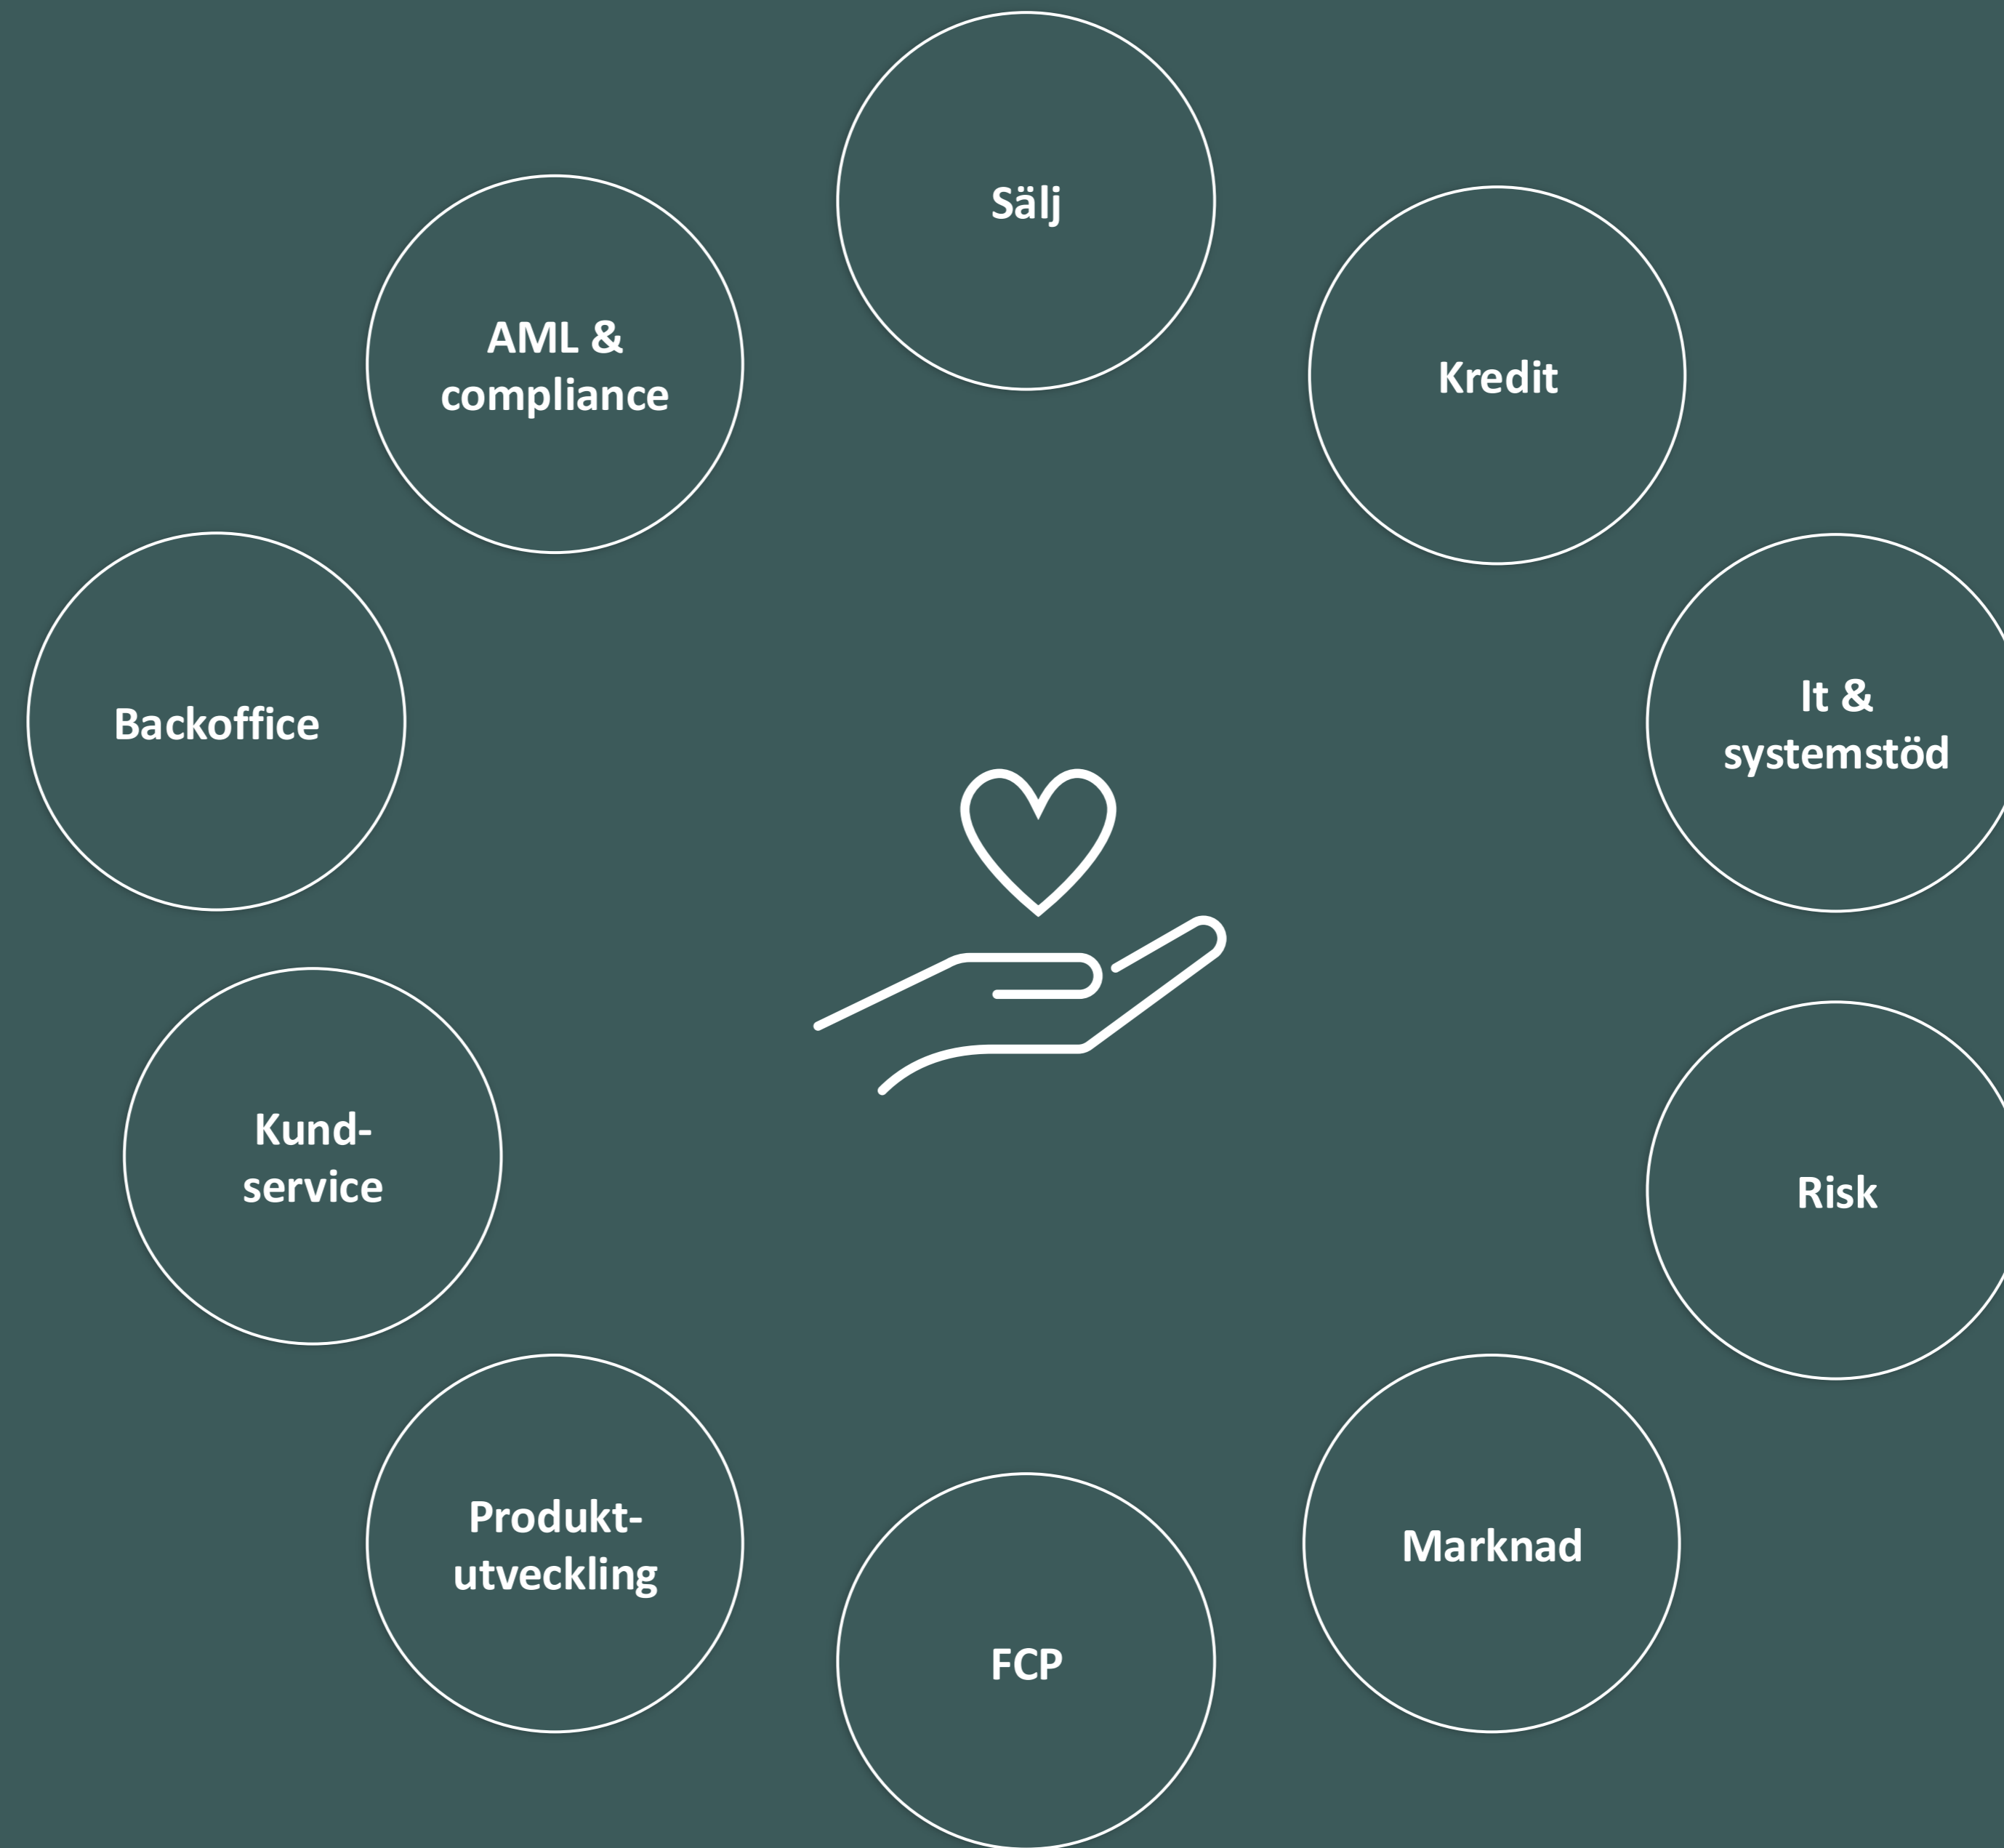 Sälj
Kredit
It &
systemstöd
Risk
Marknad
FCP
Produkt-
utveckling
Kund-
service
Backoffice
AML &
compliance